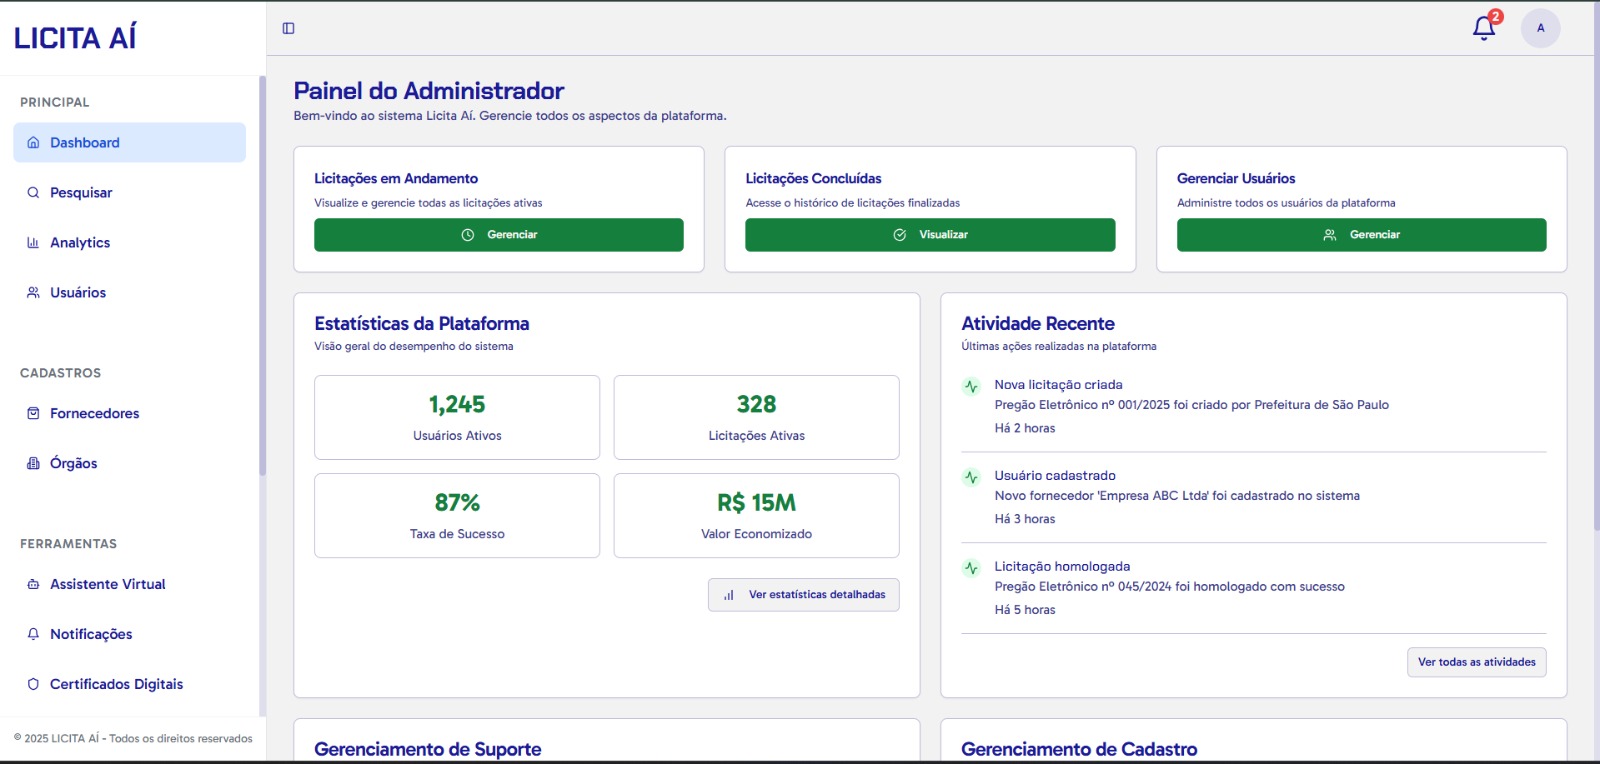 LICITA AÍ
PRINCIPAL
Dashboard
Pesquisar
Analytics
Usuários
CADASTROS
Fornecedores
Órgãos
FERRAMENTAS
Assistente Virtual
Notificações
Certificados Digitais
© 2025 LICITA AÍ - Todos os direitos reservados
2
A
Painel do Administrador
Bem-vindo ao sistema Licita Aí. Gerencie todos os aspectos da plataforma.
Licitações em Andamento
Visualize e gerencie todas as licitações ativas
Gerenciar
Licitações Concluídas
Acesse o histórico de licitações finalizadas
Visualizar
Gerenciar Usuários
Administre todos os usuários da plataforma
Gerenciar
Estatísticas da Plataforma
Visão geral do desempenho do sistema
1,245
Usuários Ativos
328
Licitações Ativas
87%
Taxa de Sucesso
R$ 15M
Valor Economizado
Ver estatísticas detalhadas
Atividade Recente
Últimas ações realizadas na plataforma
Nova licitação criada
Pregão Eletrônico nº 001/2025 foi criado por Prefeitura de São Paulo
Há 2 horas
Usuário cadastrado
Novo fornecedor 'Empresa ABC Ltda' foi cadastrado no sistema
Há 3 horas
Licitação homologada
Pregão Eletrônico nº 045/2024 foi homologado com sucesso
Há 5 horas
Ver todas as atividades
Gerenciamento de Suporte
Gerenciamento de Cadastro